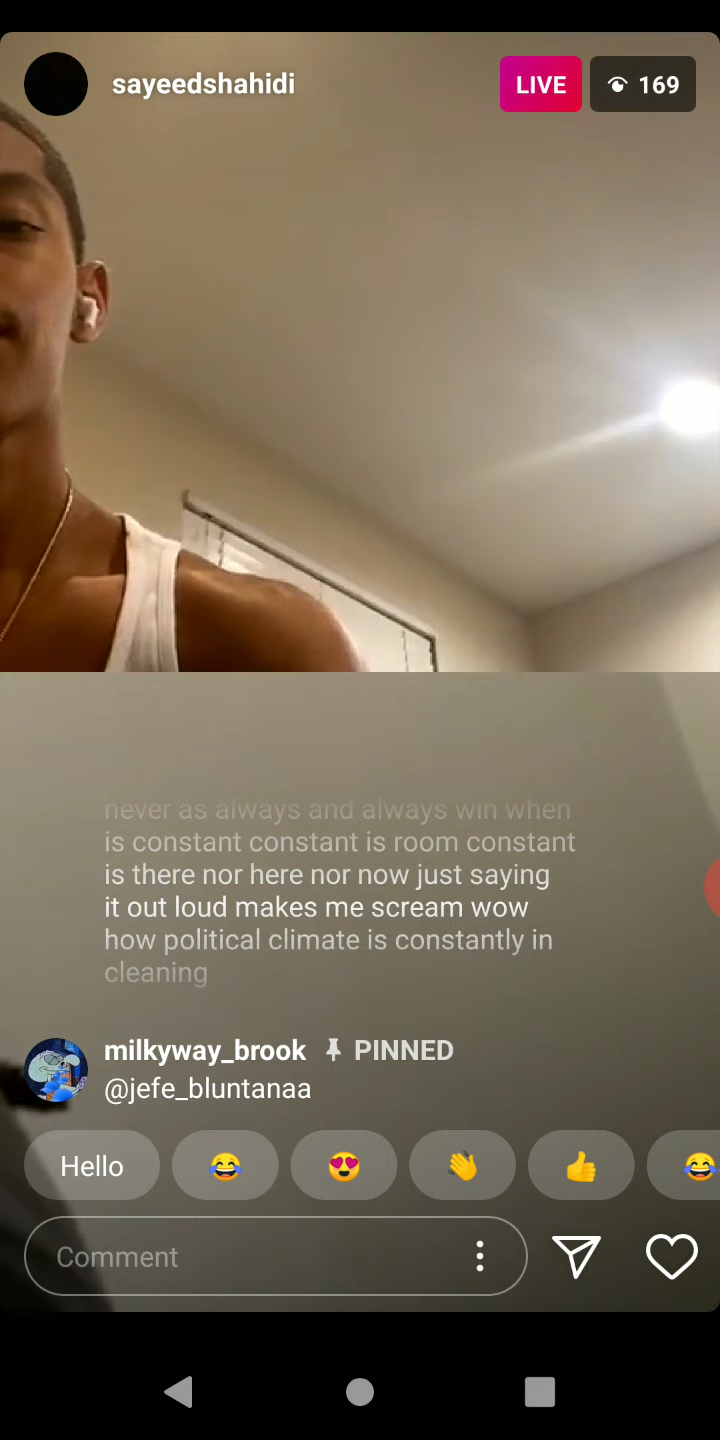 sayeedshahidi
LIVE
169
never as always and always win when
is constant constant is room constant
is there nor here nor now just saying
it out loud makes me scream wow
how political climate is constantly in
cleaning
milkyway_brook PINNED
@jefe_bluntanaa
Hello
Comment